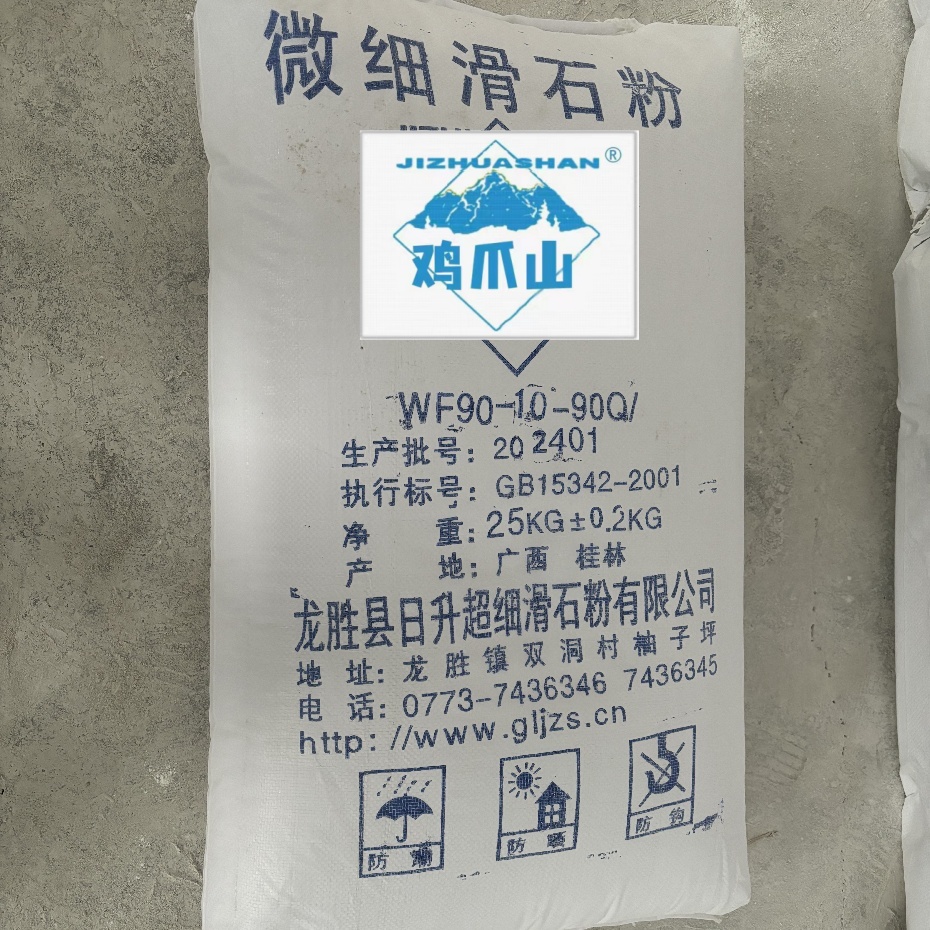 微细滑石粉
JIZHUASHAN®
鸡爪山
WF90-10-90Q/
生产批号：202401
执行标号：GB15342-2001
净 重：25KG±0.2KG
产 地：广西 桂林
龙胜县日升超细滑石粉有限公司
地 址：龙胜镇双洞村柚子坪
电 话：0773-7436346 7436345
http://www.gljzs.cn
防潮 防晒 防钩